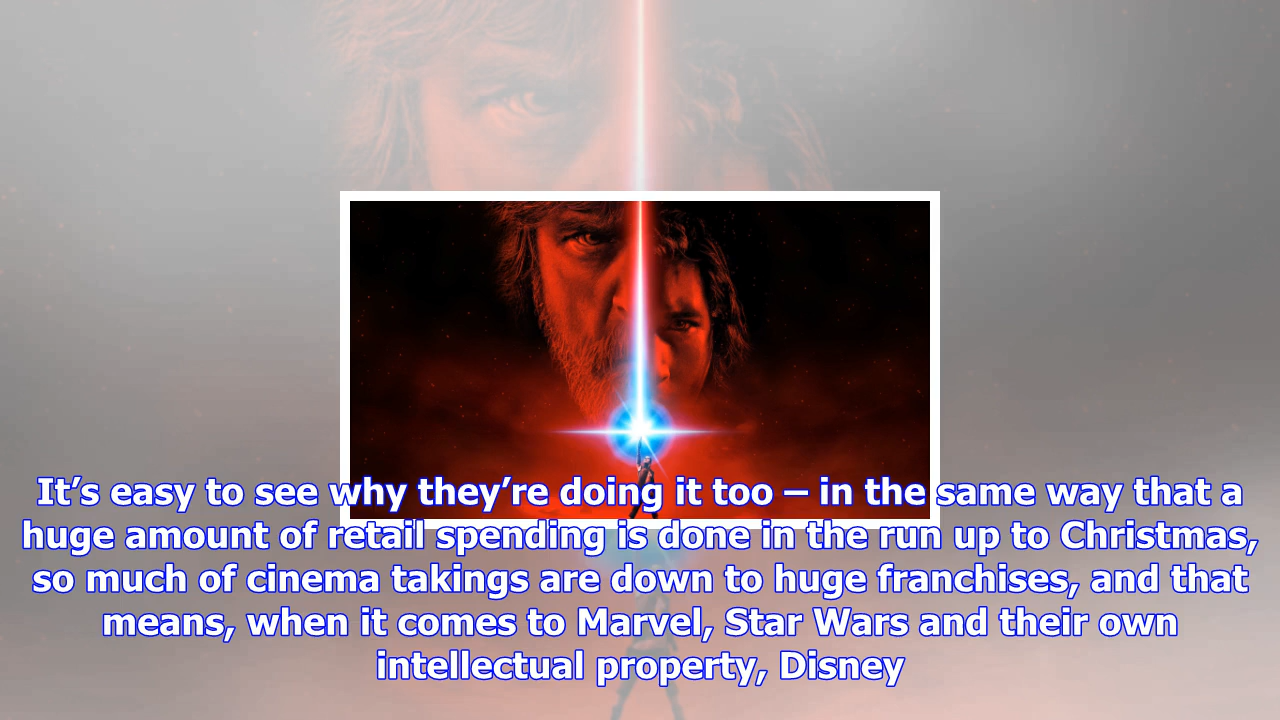 It’s easy to see why they’re doing it too – in the same way that a
huge amount of retail spending is done in the run up to Christmas,
so much of cinema takings are down to huge franchises, and that
means, when it comes to Marvel, Star Wars and their own
intellectual property, Disney